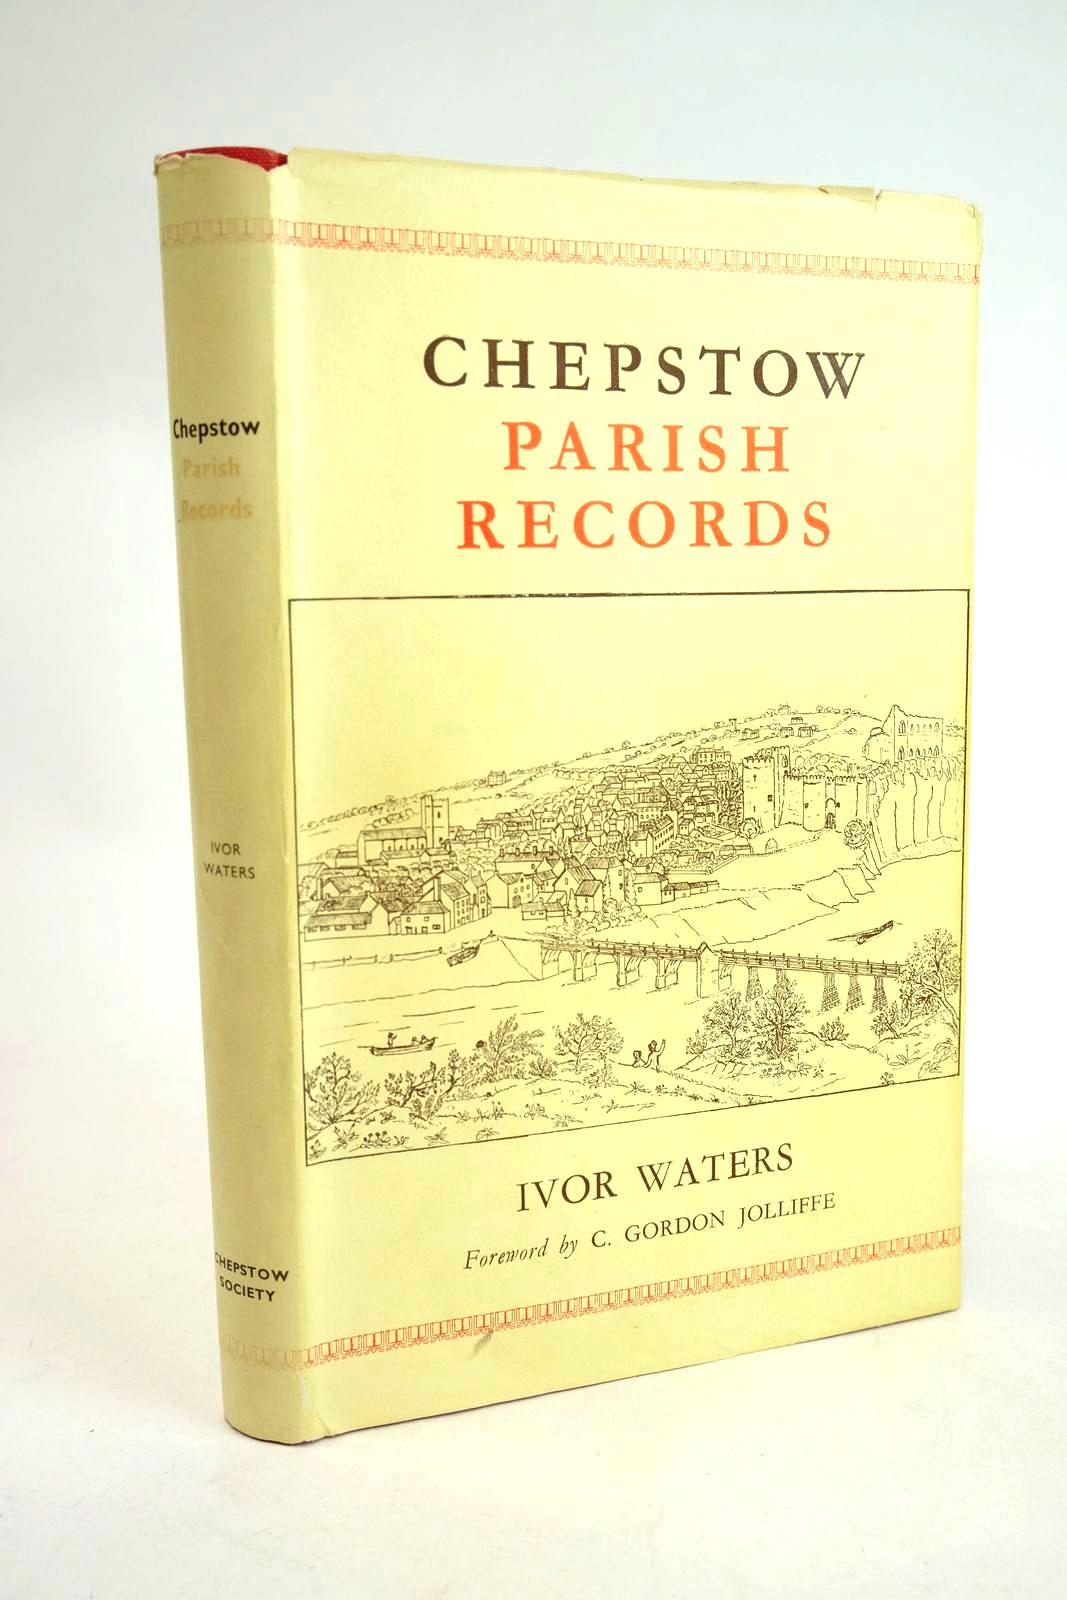 Chepstow
Parish
Records
IVOR
WATERS
CHEPSTOW
SOCIETY
CHEPSTOW
PARISH
RECORDS
IVOR WATERS
Foreword by C. GORDON JOLLIFFE